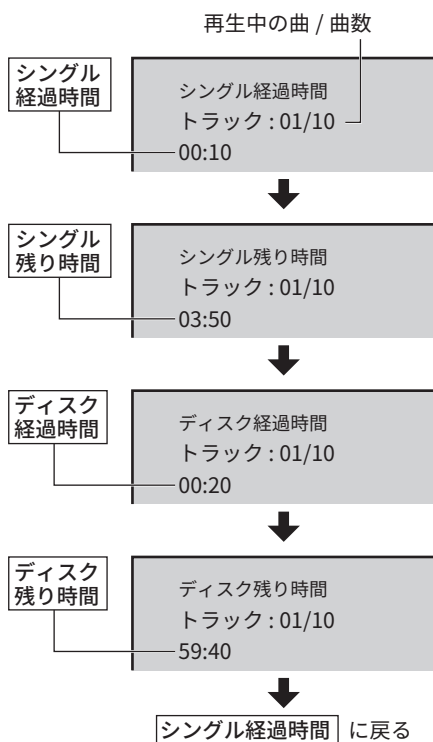 再生中の曲 / 曲数
シングル
経過時間
シングル経過時間
トラック : 01/10
00:10
シングル
残り時間
シングル残り時間
トラック : 01/10
03:50
ディスク
経過時間
ディスク経過時間
トラック : 01/10
00:20
ディスク
残り時間
ディスク残り時間
トラック : 01/10
59:40
シングル経過時間 に戻る